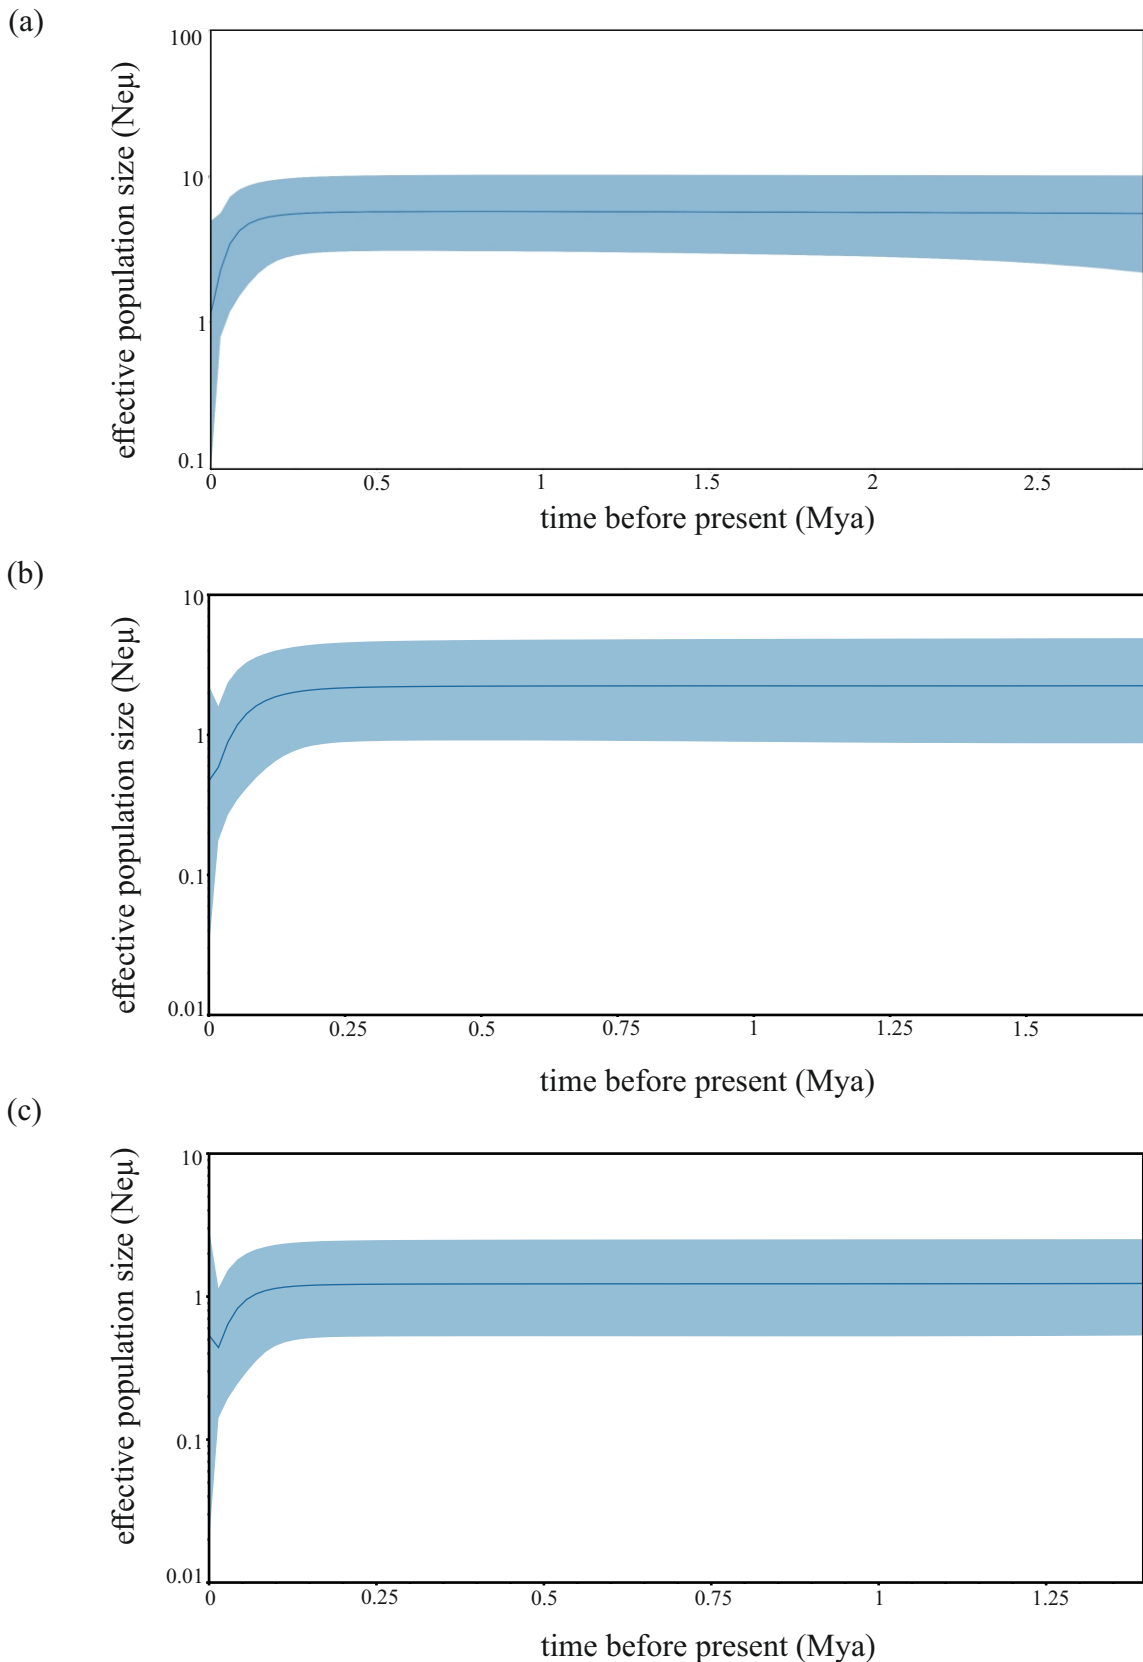 (a)
effective population size (Neµ)
100
10
1
0.1
0 0.5 1 1.5 2 2.5
time before present (Mya)
(b)
effective population size (Neµ)
10
1
0.1
0.01
0 0.25 0.5 0.75 1 1.25 1.5
time before present (Mya)
(c)
effective population size (Neµ)
10
1
0.1
0.01
0 0.25 0.5 0.75 1 1.25
time before present (Mya)